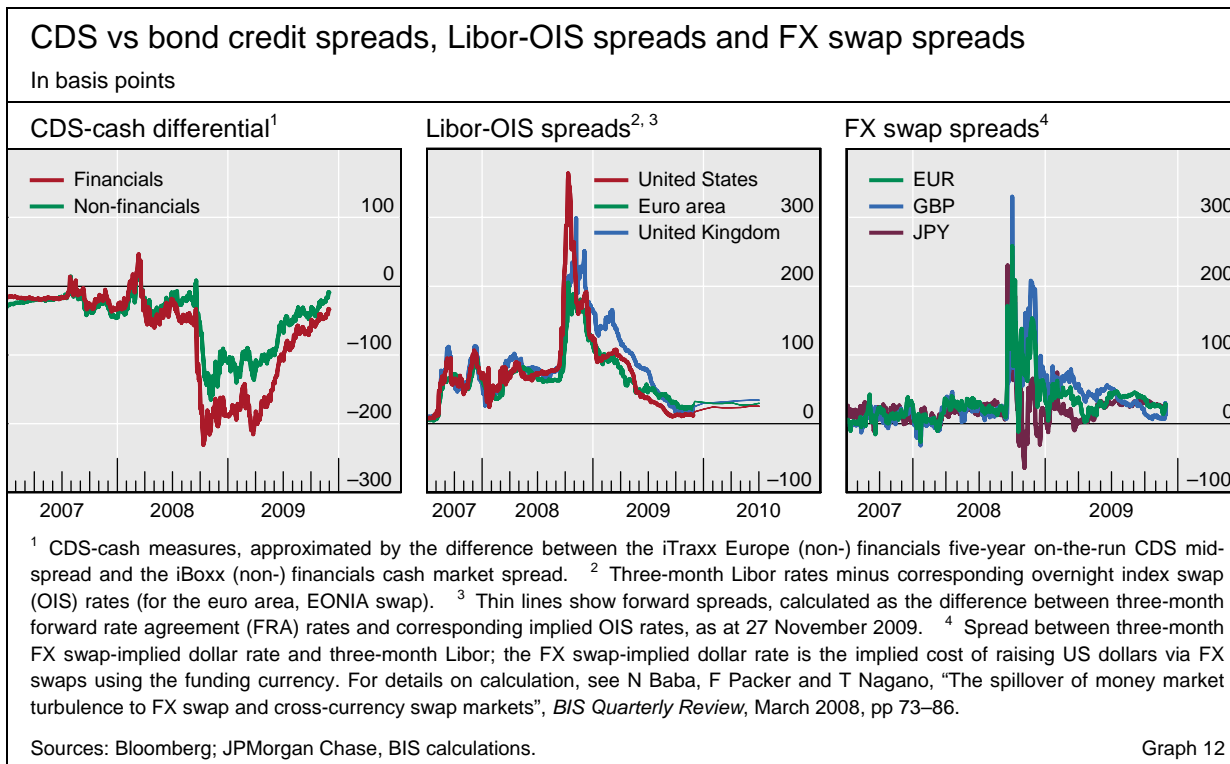 CDS vs bond credit spreads, Libor-OIS spreads and FX swap spreads
In basis points
CDS-cash differential1
Financials
Non-financials
100
0
–100
–200
–300
2007 2008 2009
Libor-OIS spreads2, 3
United States
Euro area
United Kingdom
300
200
100
0
–100
2007 2008 2009 2010
FX swap spreads4
EUR
GBP
JPY
300
200
100
0
–100
2007 2008 2009
1 CDS-cash measures, approximated by the difference between the iTraxx Europe (non-) financials five-year on-the-run CDS mid-
spread and the iBoxx (non-) financials cash market spread. 2 Three-month Libor rates minus corresponding overnight index swap
(OIS) rates (for the euro area, EONIA swap). 3 Thin lines show forward spreads, calculated as the difference between three-month
forward rate agreement (FRA) rates and corresponding implied OIS rates, as at 27 November 2009. 4 Spread between three-month
FX swap-implied dollar rate and three-month Libor; the FX swap-implied dollar rate is the implied cost of raising US dollars via FX
swaps using the funding currency. For details on calculation, see N Baba, F Packer and T Nagano, “The spillover of money market
turbulence to FX swap and cross-currency swap markets”, BIS Quarterly Review, March 2008, pp 73–86.
Sources: Bloomberg; JPMorgan Chase, BIS calculations. Graph 12